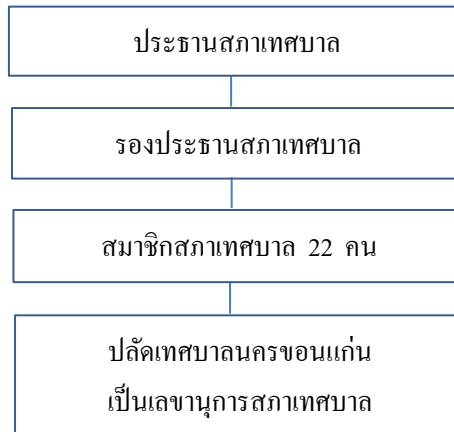 ประธานสภาเทศบาล
รองประธานสภาเทศบาล
สมาชิกสภาเทศบาล 22 คน
ปลัดเทศบาลนครขอนแก่น
เป็นเลขานุการสภาเทศบาล